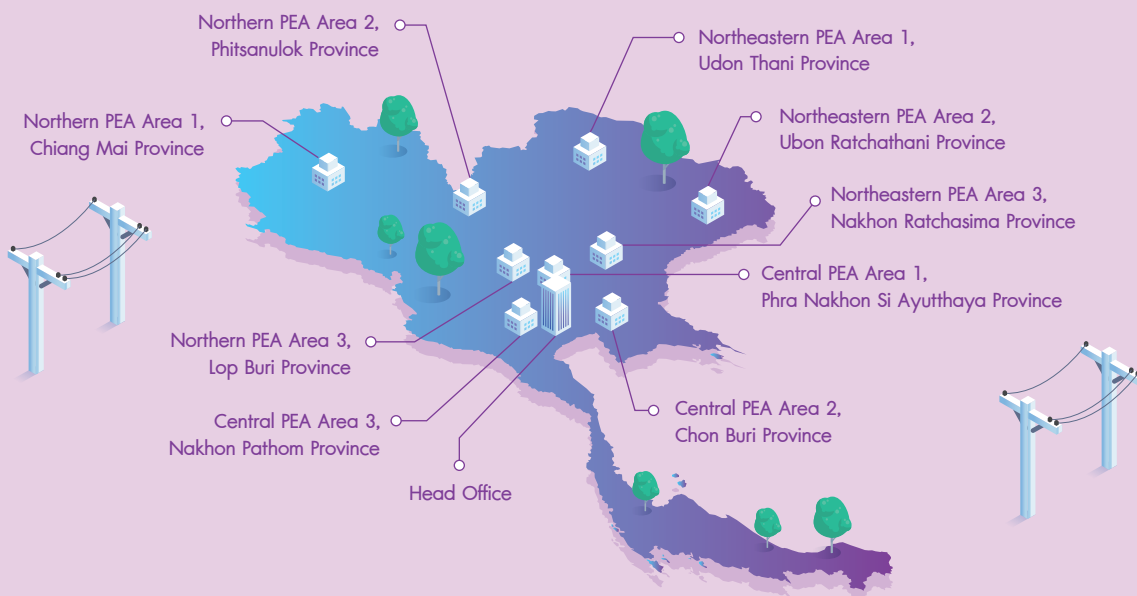 Northern PEA Area 2,
Phitsanulok Province
Northeastern PEA Area 1,
Udon Thani Province
Northern PEA Area 1,
Chiang Mai Province
Northeastern PEA Area 2,
Ubon Ratchathani Province
Northeastern PEA Area 3,
Nakhon Ratchasima Province
Central PEA Area 1,
Phra Nakhon Si Ayutthaya Province
Northern PEA Area 3,
Lop Buri Province
Central PEA Area 3,
Nakhon Pathom Province
Central PEA Area 2,
Chon Buri Province
Head Office